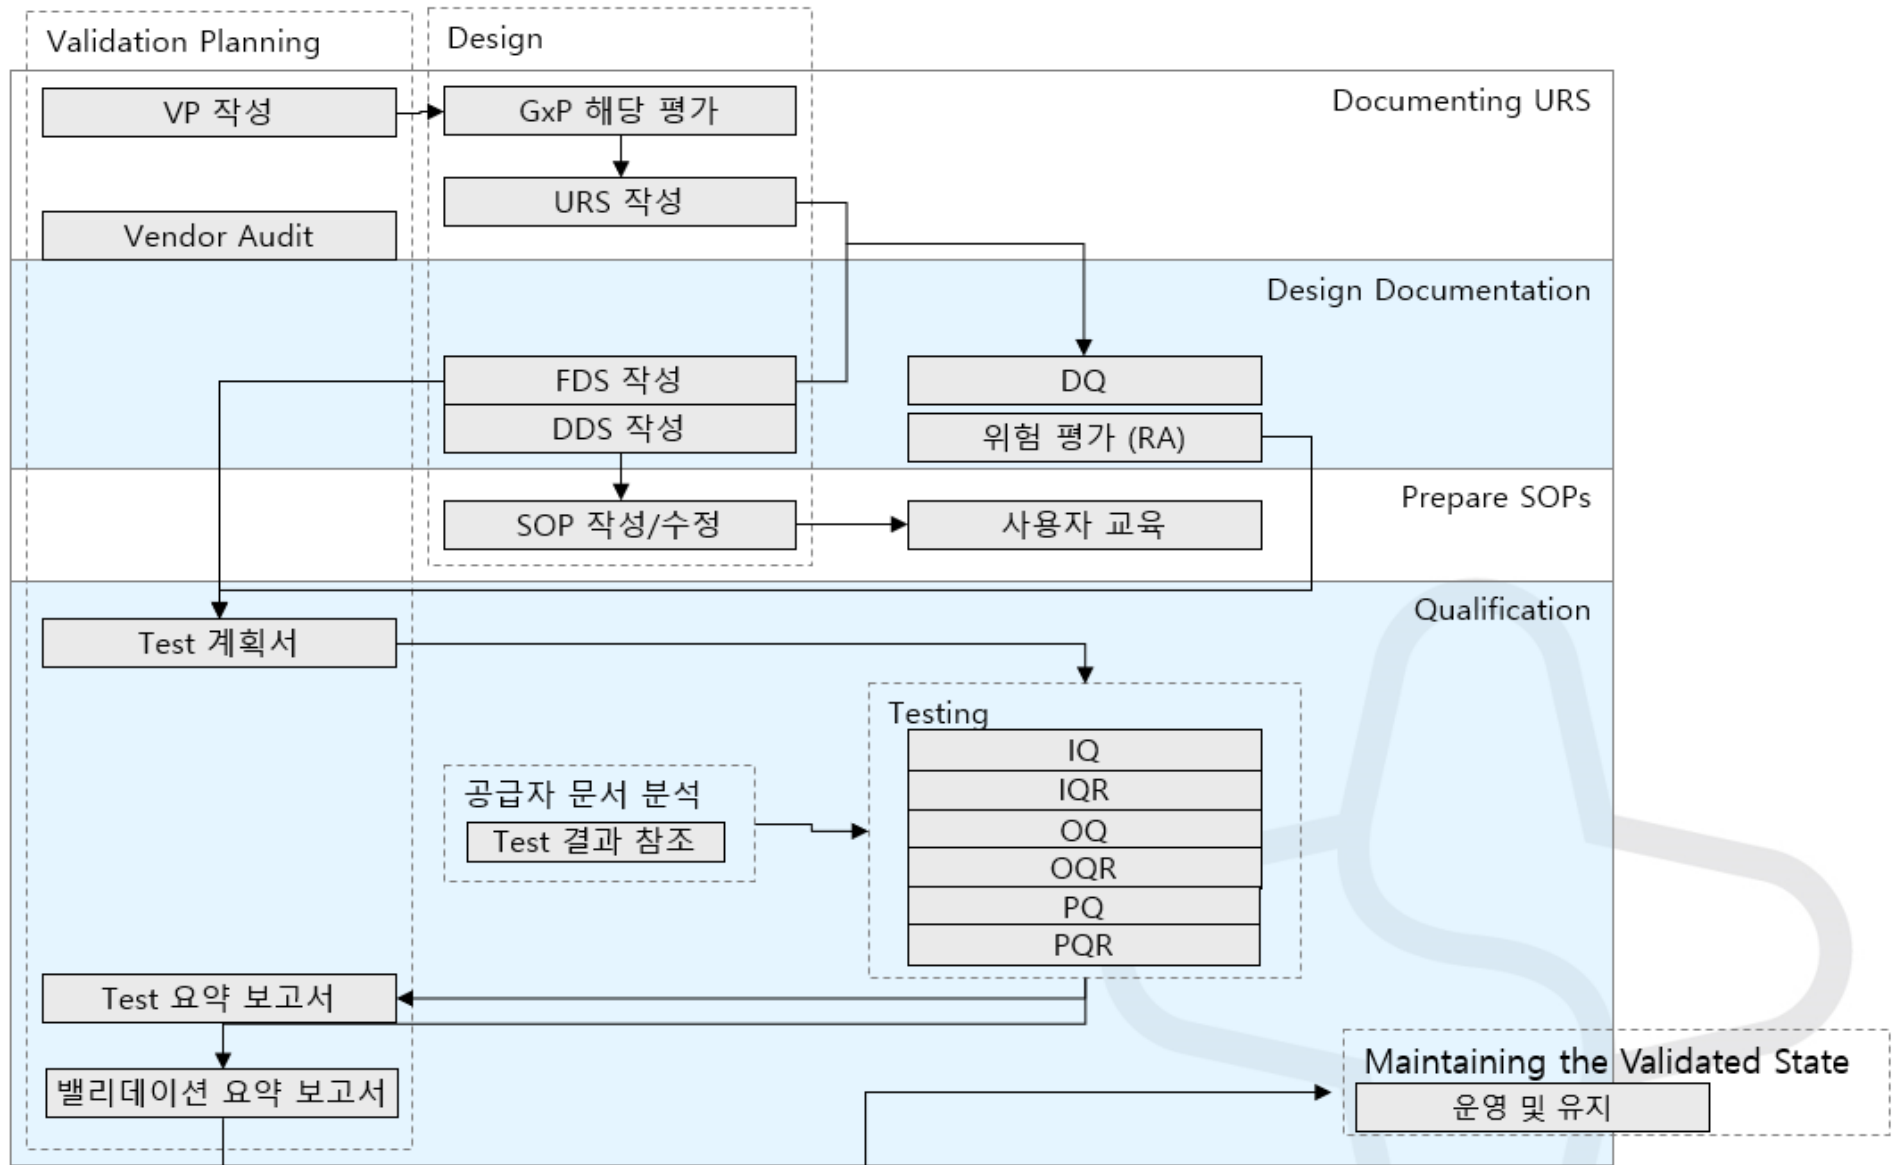 Validation Planning
Design
Documenting URS
VP 작성
GxP 해당 평가
URS 작성
Vendor Audit
Design Documentation
FDS 작성
DQ
DDS 작성
위험 평가 (RA)
Prepare SOPs
SOP 작성/수정
사용자 교육
Qualification
Test 계획서
Testing
IQ
IQR
OQ
OQR
PQ
PQR
공급자 문서 분석
Test 결과 참조
Test 요약 보고서
밸리데이션 요약 보고서
Maintaining the Validated State
운영 및 유지